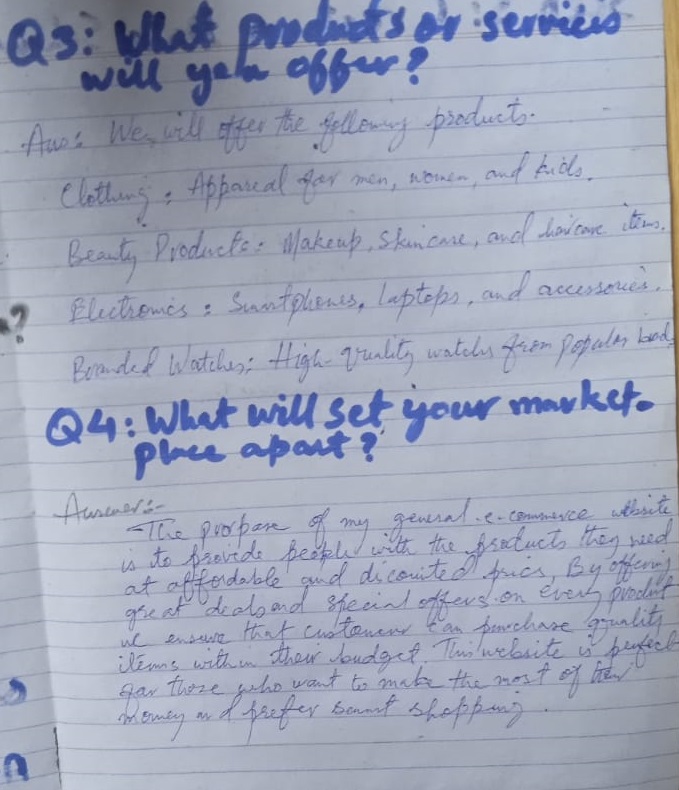 Q3: What products or services
will you offer?
Ans: We will offer the following products.
Clothing: Appareal for men, women, and kids.
Beauty Products: Makeup, skincare, and haircare items.
?
Electronics: Smartphones, laptops, and accessories.
Branded Watches: High-quality watches from popular
Q4: What will set your market-
place apart?
Answer:-
The purpose of my general e-commerce website
is to provide people with the products they need
at affordable and dicounted prices, By offering
great deals and special offers on every product
we ensure that customers can purchase quality
items within their budget. This website is perfect
for those who want to make the most of their
money and prefer smart shopping.